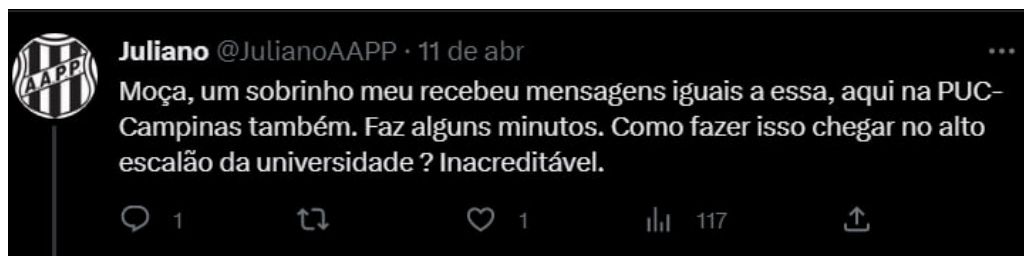 AAPP
Juliano @JulianoAAPP · 11 de abr
Moça, um sobrinho meu recebeu mensagens iguais a essa, aqui na PUC-
Campinas também. Faz alguns minutos. Como fazer isso chegar no alto
escalão da universidade ? Inacreditável.
1 1 117